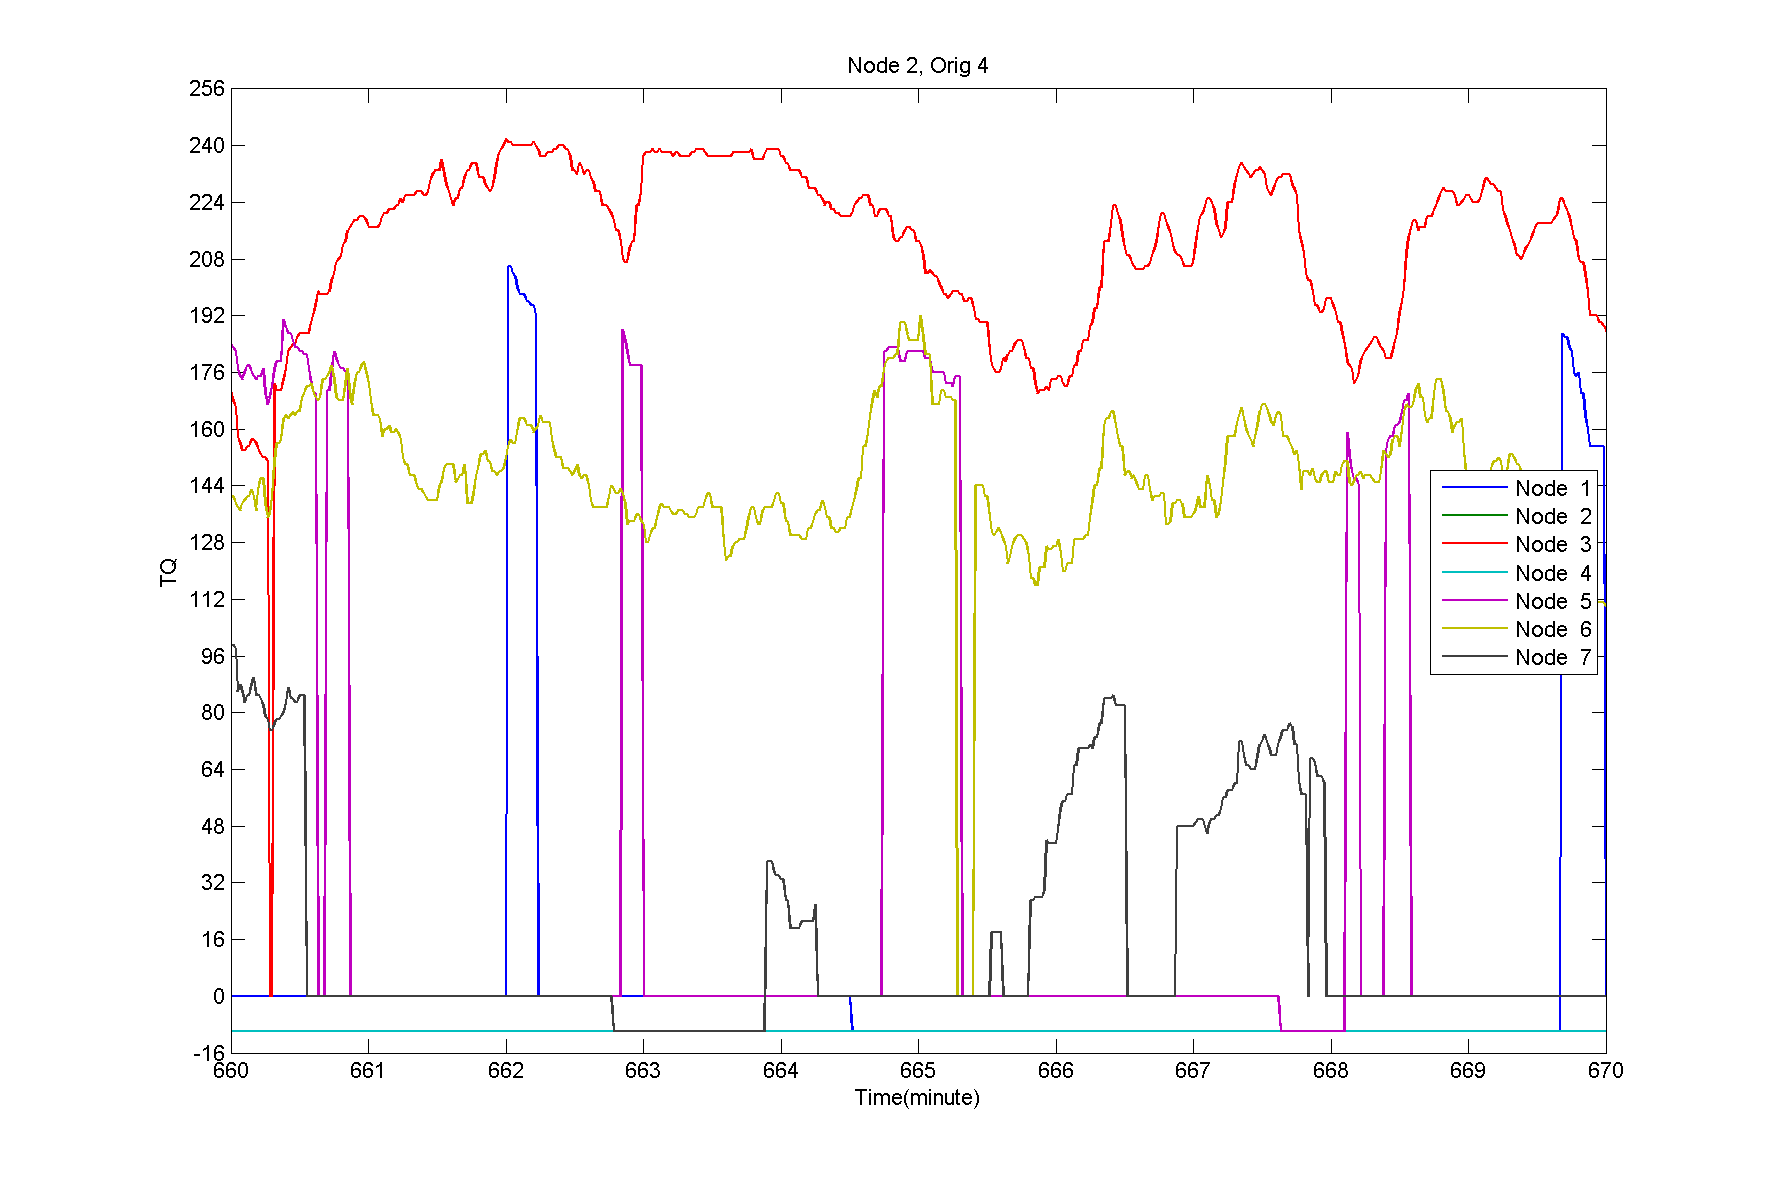 Node 2, Orig 4
256
240
224
208
192
176
160
144
128
112
96
80
64
48
32
16
0
-16
TQ
Node 1
Node 2
Node 3
Node 4
Node 5
Node 6
Node 7
660 661 662 663 664 665 666 667 668 669 670
Time(minute)